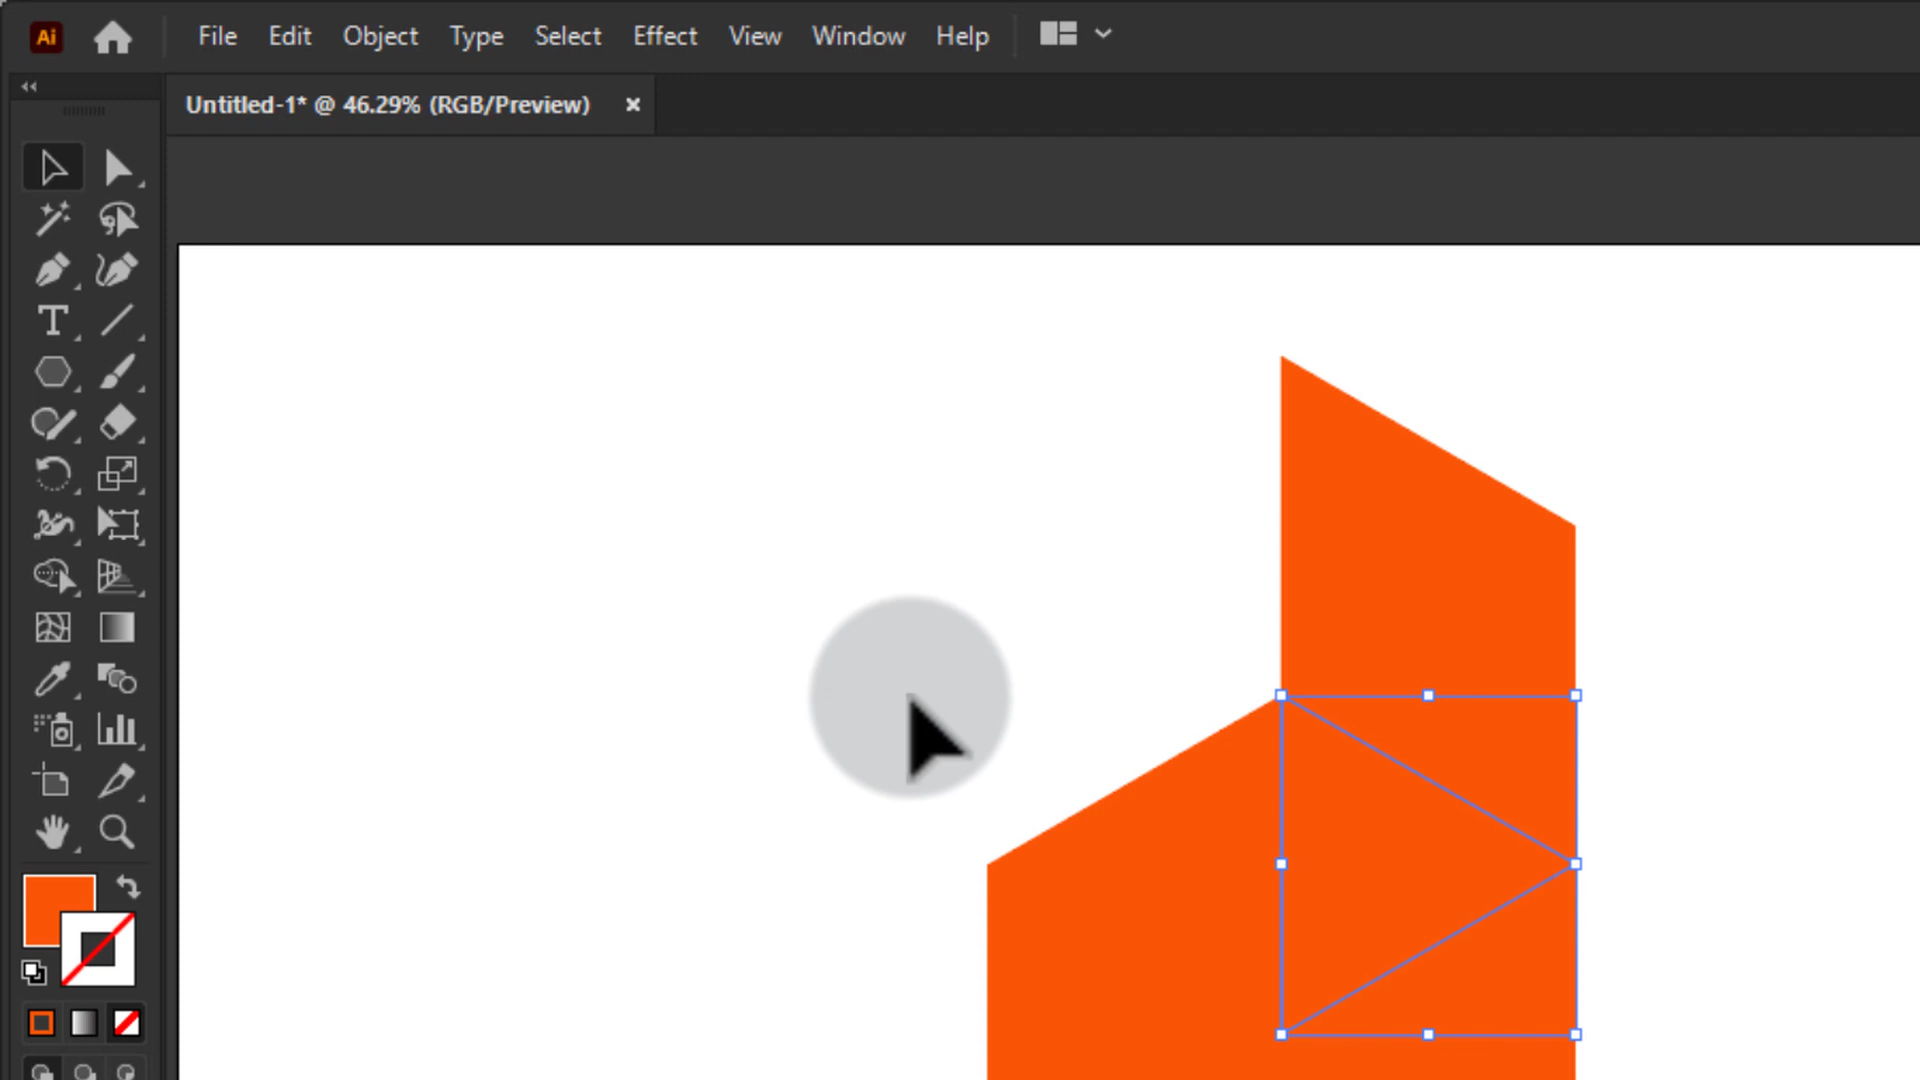 Ai File Edit Object Type Select Effect View Window Help
Untitled-1* @ 46.29% (RGB/Preview)